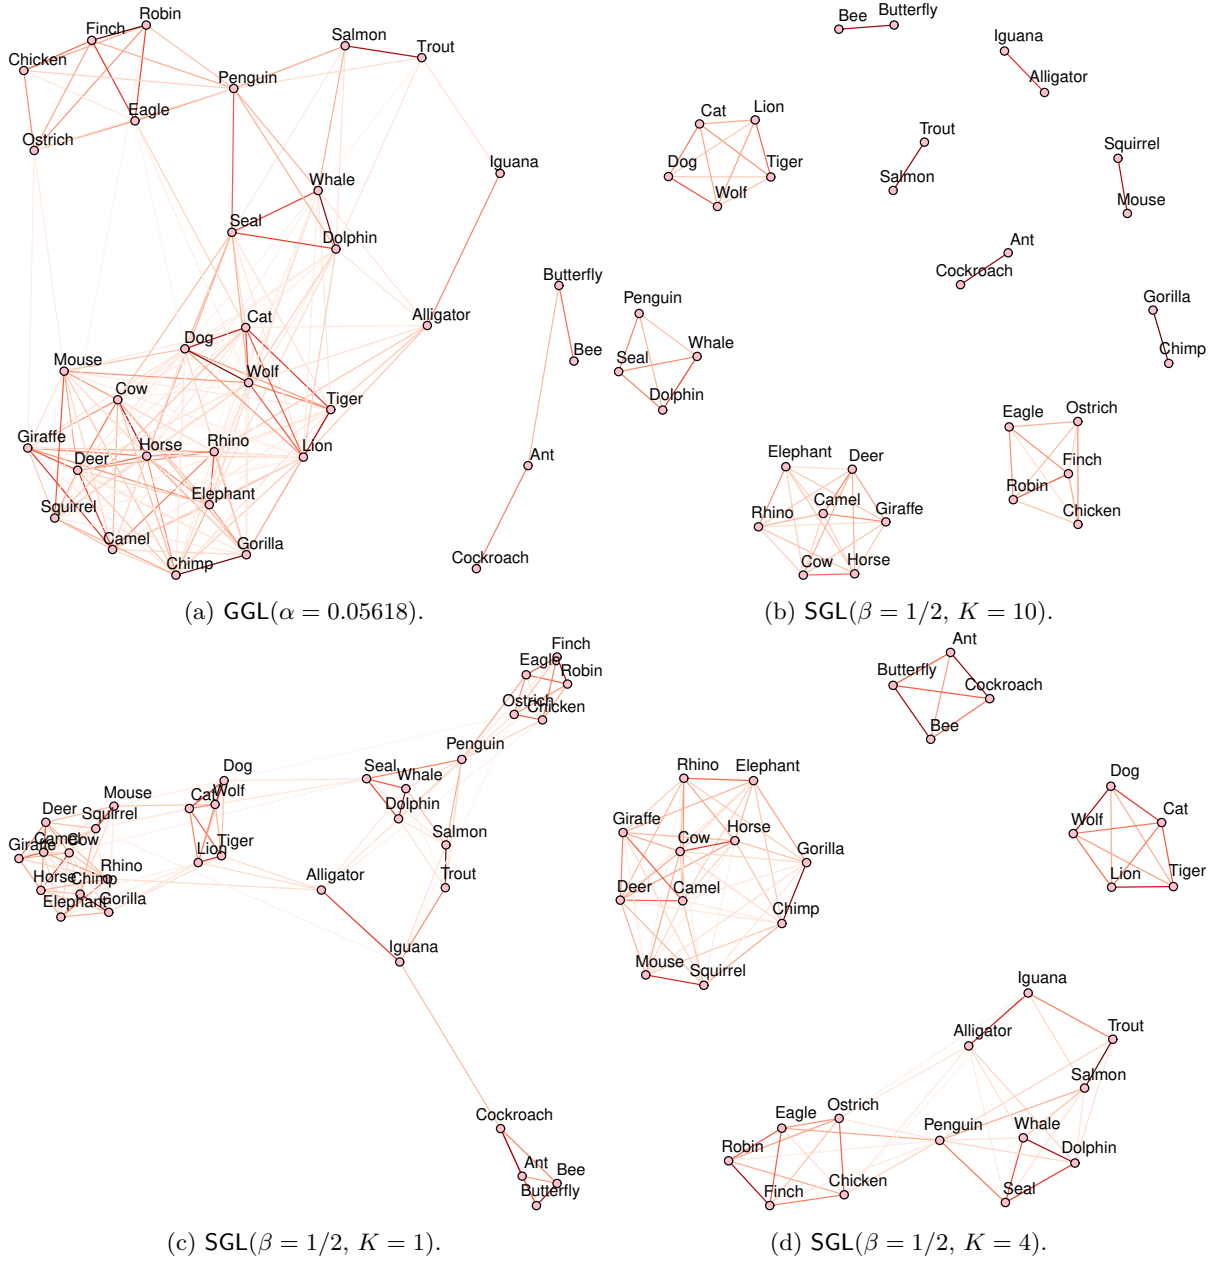 Robin
Finch
Chicken
Eagle
Ostrich
Penguin
Salmon
Trout
Iguana
Whale
Seal
Dolphin
Butterfly
Bee
Alligator
Cat
Dog
Wolf
Mouse
Cow
Tiger
Giraffe
Deer
Horse
Rhino
Lion
Squirrel
Elephant
Camel
Chimp
Gorilla
Ant
Cockroach
(a) GGL(α = 0.05618).
Bee
Butterfly
Iguana
Alligator
Cat
Lion
Dog
Tiger
Wolf
Trout
Salmon
Squirrel
Mouse
Ant
Cockroach
Gorilla
Chimp
Penguin
Whale
Seal
Dolphin
Eagle
Ostrich
Finch
Robin
Chicken
Elephant
Deer
Camel
Rhino
Giraffe
Cow
Horse
(b) SGL(β = 1/2, K = 10).
Finch
Eagle
Robin
Ostrich
Chicken
Penguin
Seal
Whale
Dolphin
Salmon
Trout
Dog
Cat
Wolf
Lion
Tiger
Mouse
Deer
Squirrel
Giraffe
Camel
Cow
Rhino
Horse
Chimp
Elephant
Gorilla
Alligator
Iguana
Cockroach
Ant
Bee
Butterfly
(c) SGL(β = 1/2, K = 1).
Ant
Butterfly
Cockroach
Bee
Rhino
Elephant
Giraffe
Cow
Horse
Gorilla
Deer
Camel
Chimp
Mouse
Squirrel
Dog
Wolf
Cat
Lion
Tiger
Iguana
Alligator
Trout
Salmon
Eagle
Ostrich
Penguin
Whale
Robin
Dolphin
Finch
Chicken
Seal
(d) SGL(β = 1/2, K = 4).